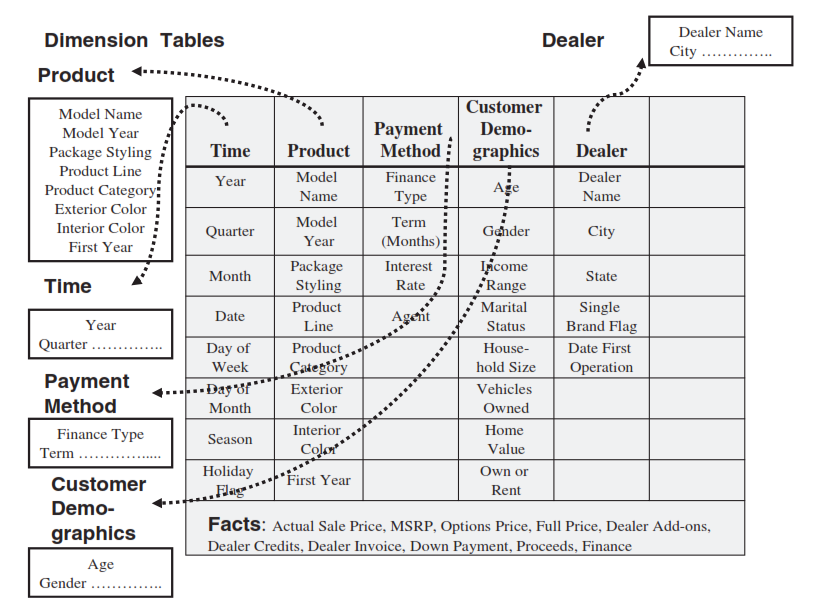 Dimension Tables
Dealer
Dealer Name
City …………..
Product
Model Name
Model Year
Package Styling
Product Line
Product Category
Exterior Color
Interior Color
First Year
Time
Year
Quarter …………..
Payment
Method
Finance Type
Term ………….....
Customer
Demo-
graphics
Age
Gender …………..
Time
Product
Payment
Method
Customer
Demo-
graphics
Dealer
Year
Model
Name
Finance
Type
Age
Dealer
Name
Quarter
Model
Year
Term
(Months)
Gender
City
Month
Package
Styling
Interest
Rate
Income
Range
State
Date
Product
Line
Agent
Marital
Status
Single
Brand Flag
Day of
Week
Product
Category
House-
hold Size
Date First
Operation
Day of
Month
Exterior
Color
Vehicles
Owned
Season
Interior
Color
Home
Value
Holiday
Flag
First Year
Own or
Rent
Facts: Actual Sale Price, MSRP, Options Price, Full Price, Dealer Add-ons,
Dealer Credits, Dealer Invoice, Down Payment, Proceeds, Finance